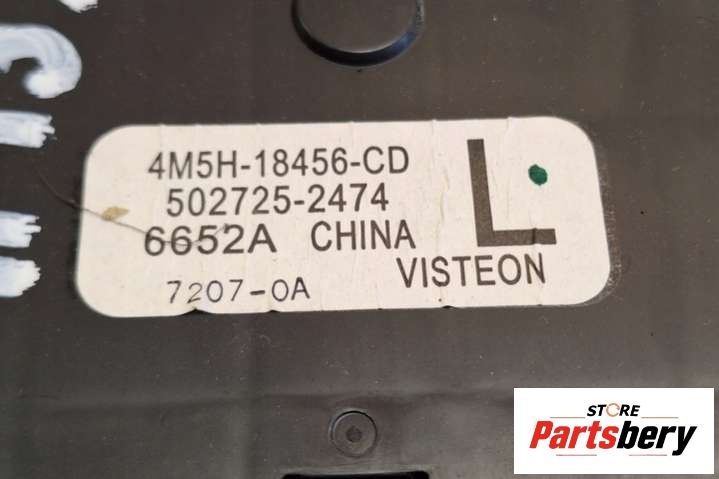 4M5H-18456-CD
502725-2474
6652A CHINA
L
VISTEON
7207-0A
STORE
Partsbery